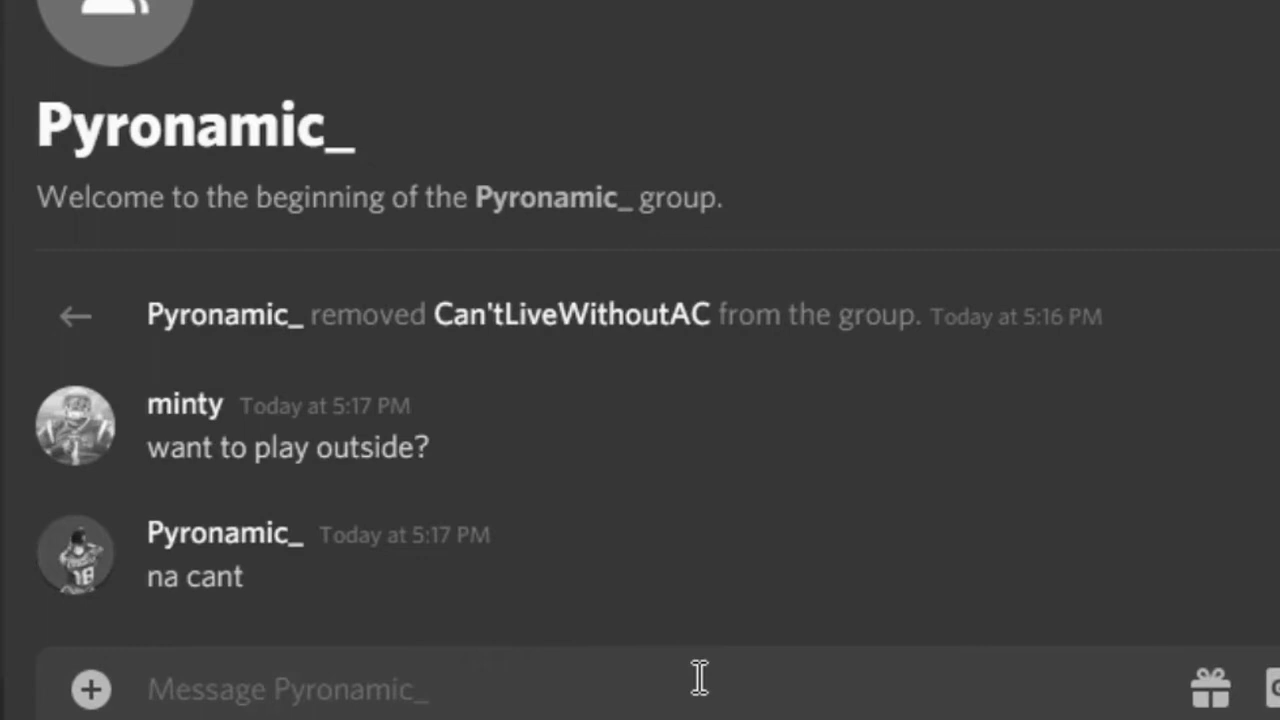 Pyronamic_
Welcome to the beginning of the Pyronamic_ group.
Pyronamic_ removed Can'tLiveWithoutAC from the group. Today at 5:16 PM
minty Today at 5:17 PM
want to play outside?
Pyronamic_ Today at 5:17 PM
na cant
Message Pyronamic_